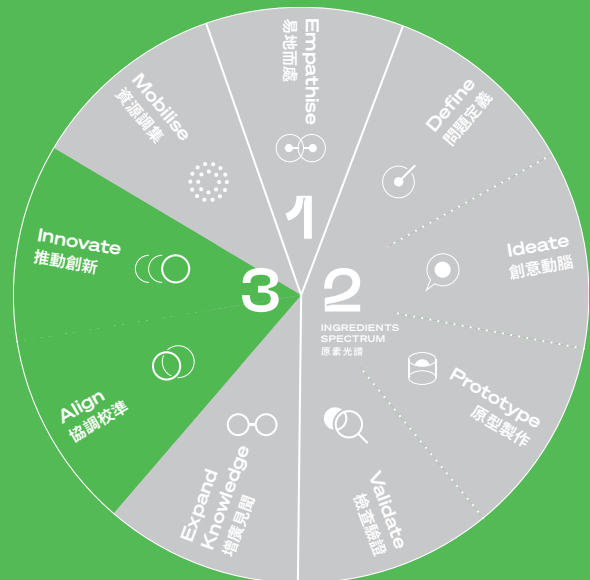 Empathise
易地而處
Define
問題定義
Ideate
創意動腦
Prototype
原型製作
Validate
檢查驗證
Expand
Knowledge
增廣見聞
Align
協調校準
Innovate
推動創新
Mobilise
資源調集
1
2
INGREDIENTS
SPECTRUM
原素光譜
3